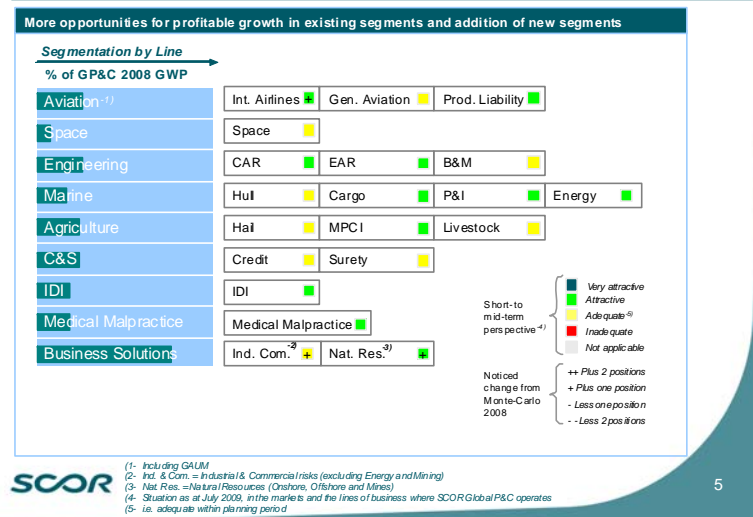 More opportunities for profitable growth in existing segments and addition of new segments
Segmentation by Line
% of GP&C 2008 GWP
Aviation -1) Int. Airlines + Gen. Aviation Prod. Liability
Space Space
Engineering CAR EAR B&M
Marine Hull Cargo P&I Energy
Agriculture Hail MPCI Livestock
C&S Credit Surety
IDI IDI
Medical Malpractice Medical Malpractice
Business Solutions Ind. Com. -2) + Nat. Res. -3) +
Short- to mid-term perspective -4)
Very attractive
Attractive
Adequate -5)
Inadequate
Not applicable
Noticed change from Monte-Carlo 2008
++ Plus 2 positions
+ Plus one position
- Less one position
- - Less 2 positions
SCOR
(1- Including GAUM
(2- Ind. & Com. = Industrial & Commercial risks (excluding Energy and Mining)
(3- Nat. Res. = Natural Resources (Onshore, Offshore and Mines)
(4- Situation as at July 2009, in the markets and the lines of business where SCOR Global P&C operates
(5- i.e. adequate within planning period
5